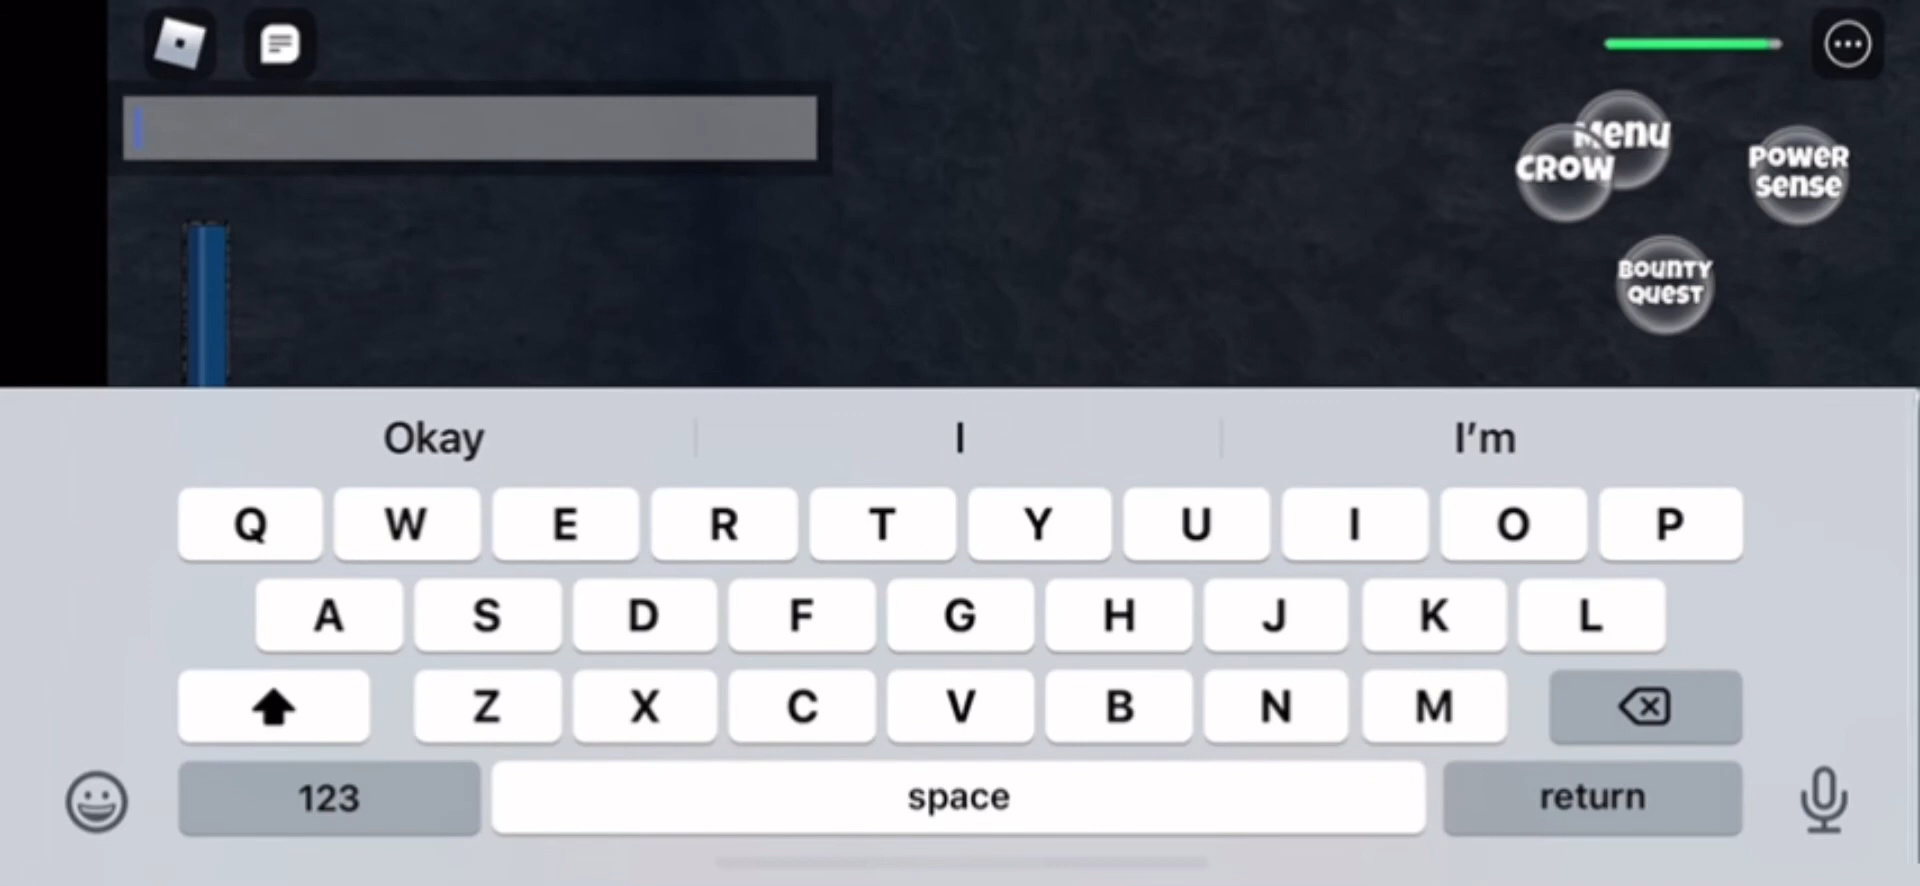 Menu
CROW
POWER
sense
BOUNTY
QUEST
Okay
I
I'm
Q W E R T Y U I O P
A S D F G H J K L
Z X C V B N M
123
space
return